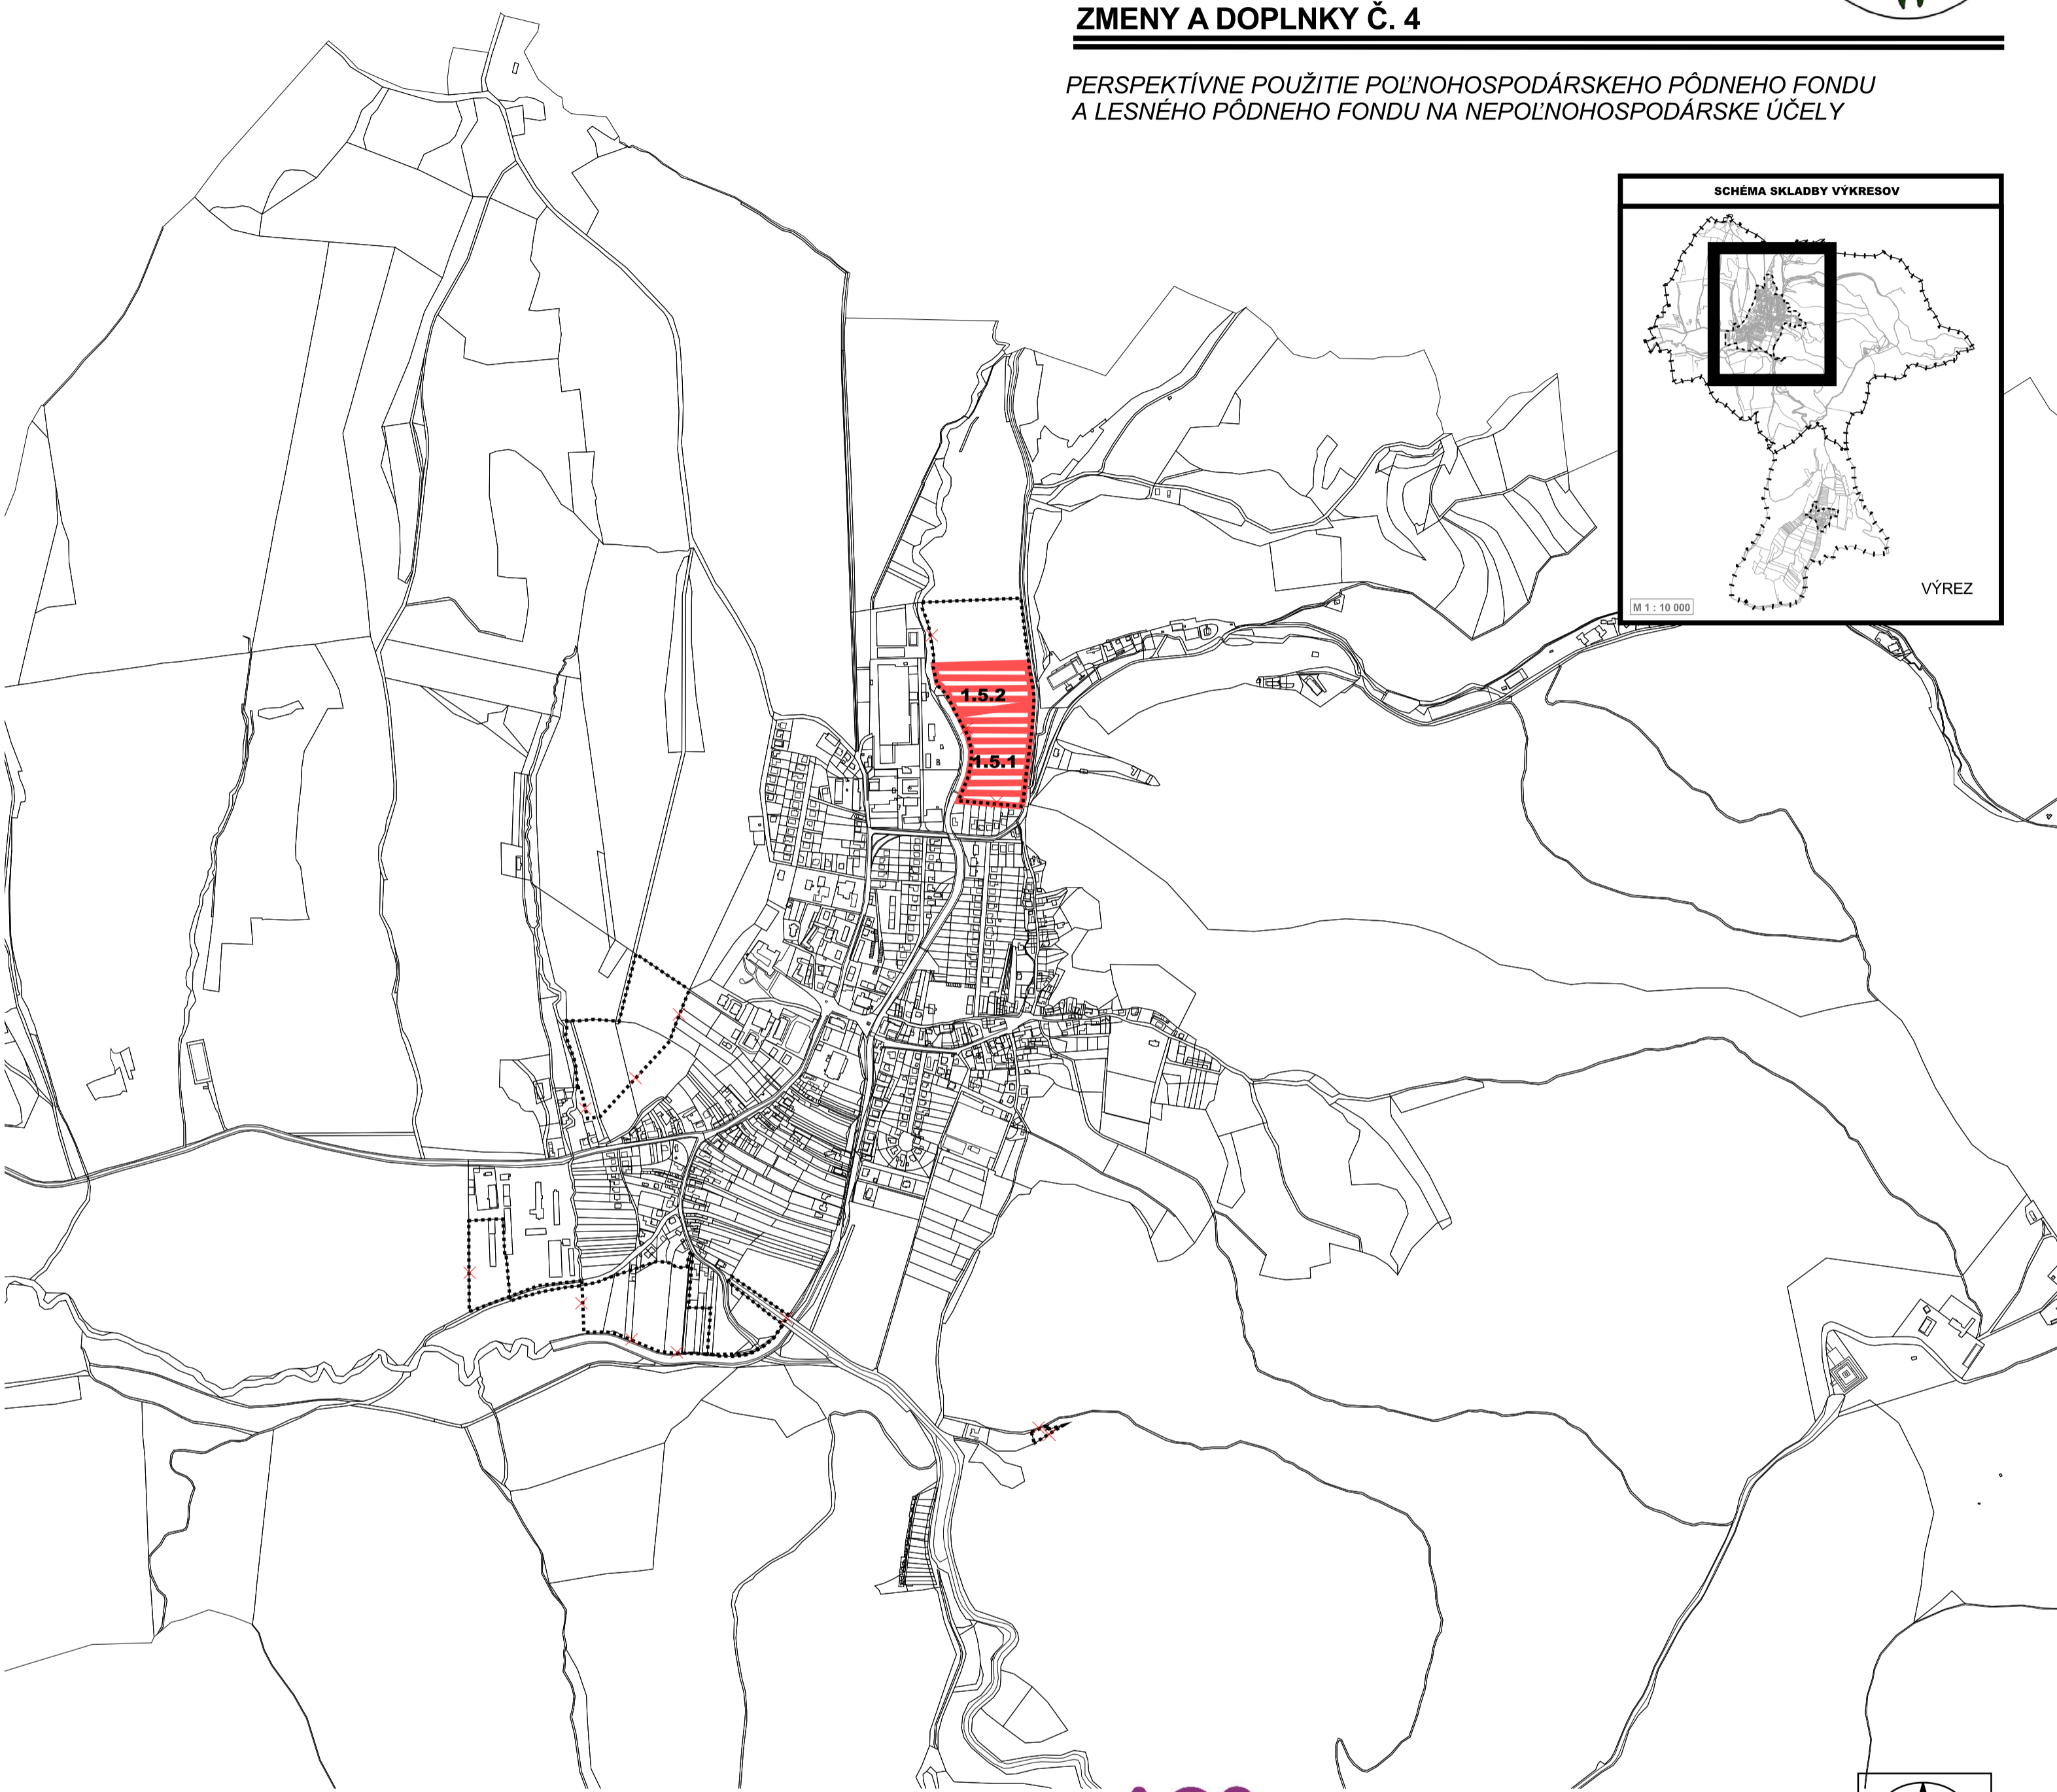 ZMENY A DOPLNKY Č. 4
PERSPEKTÍVNE POUŽITIE POĽNOHOSPODÁRSKEHO PÔDNEHO FONDU
A LESNÉHO PÔDNEHO FONDU NA NEPOĽNOHOSPODÁRSKE ÚČELY
SCHÉMA SKLADBY VÝKRESOV
VÝREZ
M 1 : 10 000
1.5.2
1.5.1